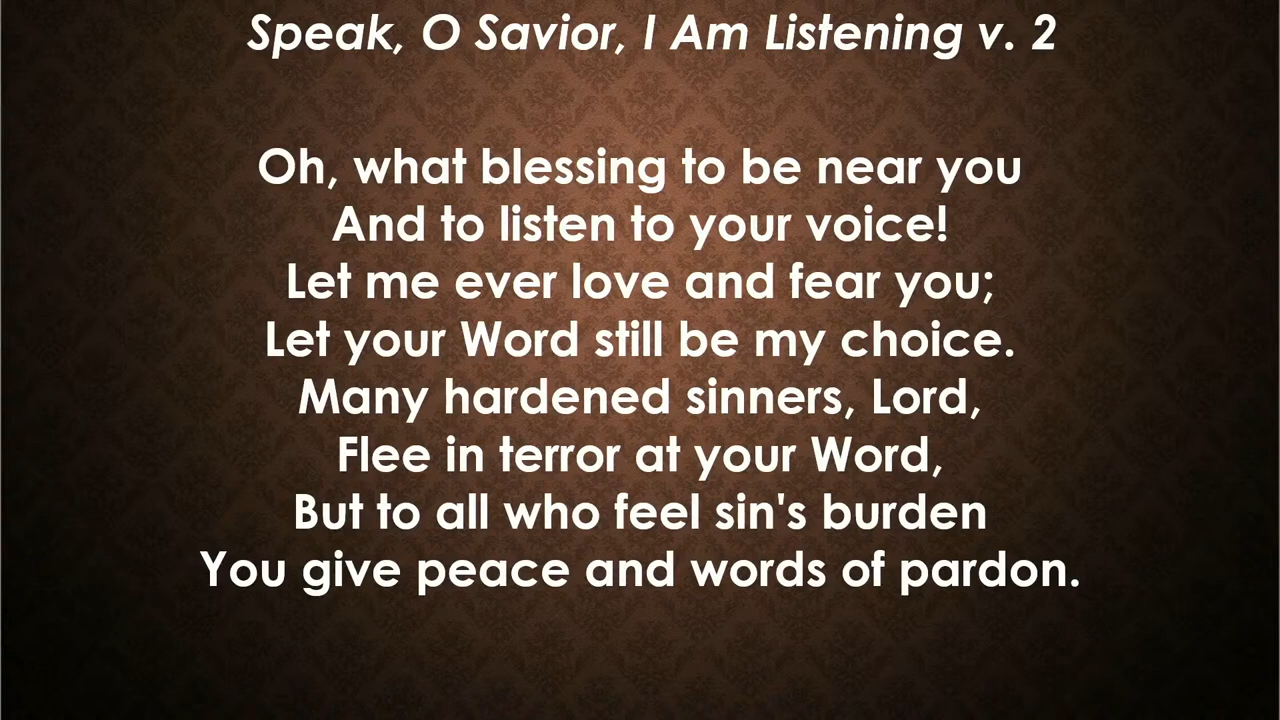 Speak, O Savior, I Am Listening v. 2
Oh, what blessing to be near you
And to listen to your voice!
Let me ever love and fear you;
Let your Word still be my choice.
Many hardened sinners, Lord,
Flee in terror at your Word,
But to all who feel sin's burden
You give peace and words of pardon.